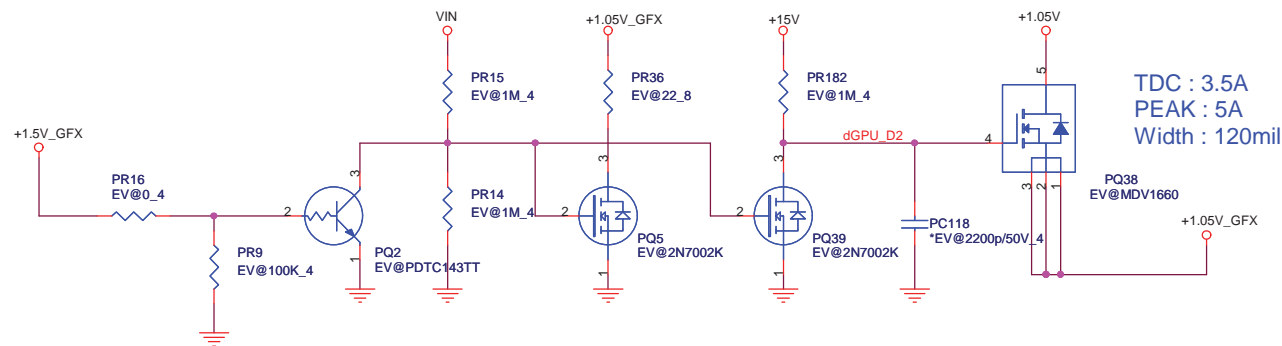 VIN
+1.05V_GFX
+15V
+1.05V
PR15
EV@1M_4
PR36
EV@22_8
PR182
EV@1M_4
5
TDC : 3.5A
PEAK : 5A
Width : 120mil
+1.5V_GFX
dGPU_D2
4
PR16
EV@0_4
3
PR14
EV@1M_4
3
3
3
2
1
PQ38
EV@MDV1660
2
2
2
PC118
*EV@2200p/50V_4
+1.05V_GFX
PR9
EV@100K_4
1
PQ2
EV@PDTC143TT
1
PQ5
EV@2N7002K
1
PQ39
EV@2N7002K